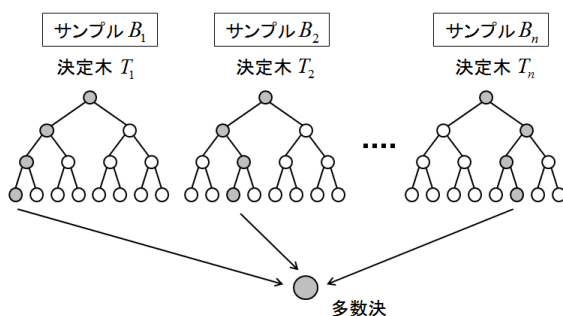 サンプル B1
サンプル B2
サンプル Bn
決定木 T1
決定木 T2
決定木 Tn
....
多数決